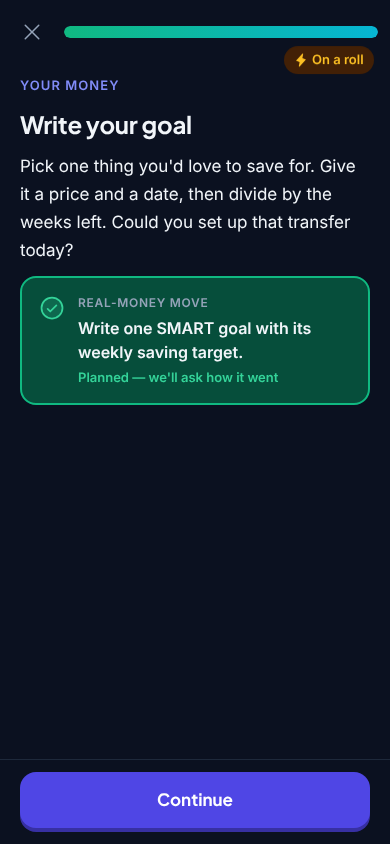 On a roll
YOUR MONEY
Write your goal
Pick one thing you'd love to save for. Give
it a price and a date, then divide by the
weeks left. Could you set up that transfer
today?
REAL-MONEY MOVE
Write one SMART goal with its
weekly saving target.
Planned — we'll ask how it went
Continue